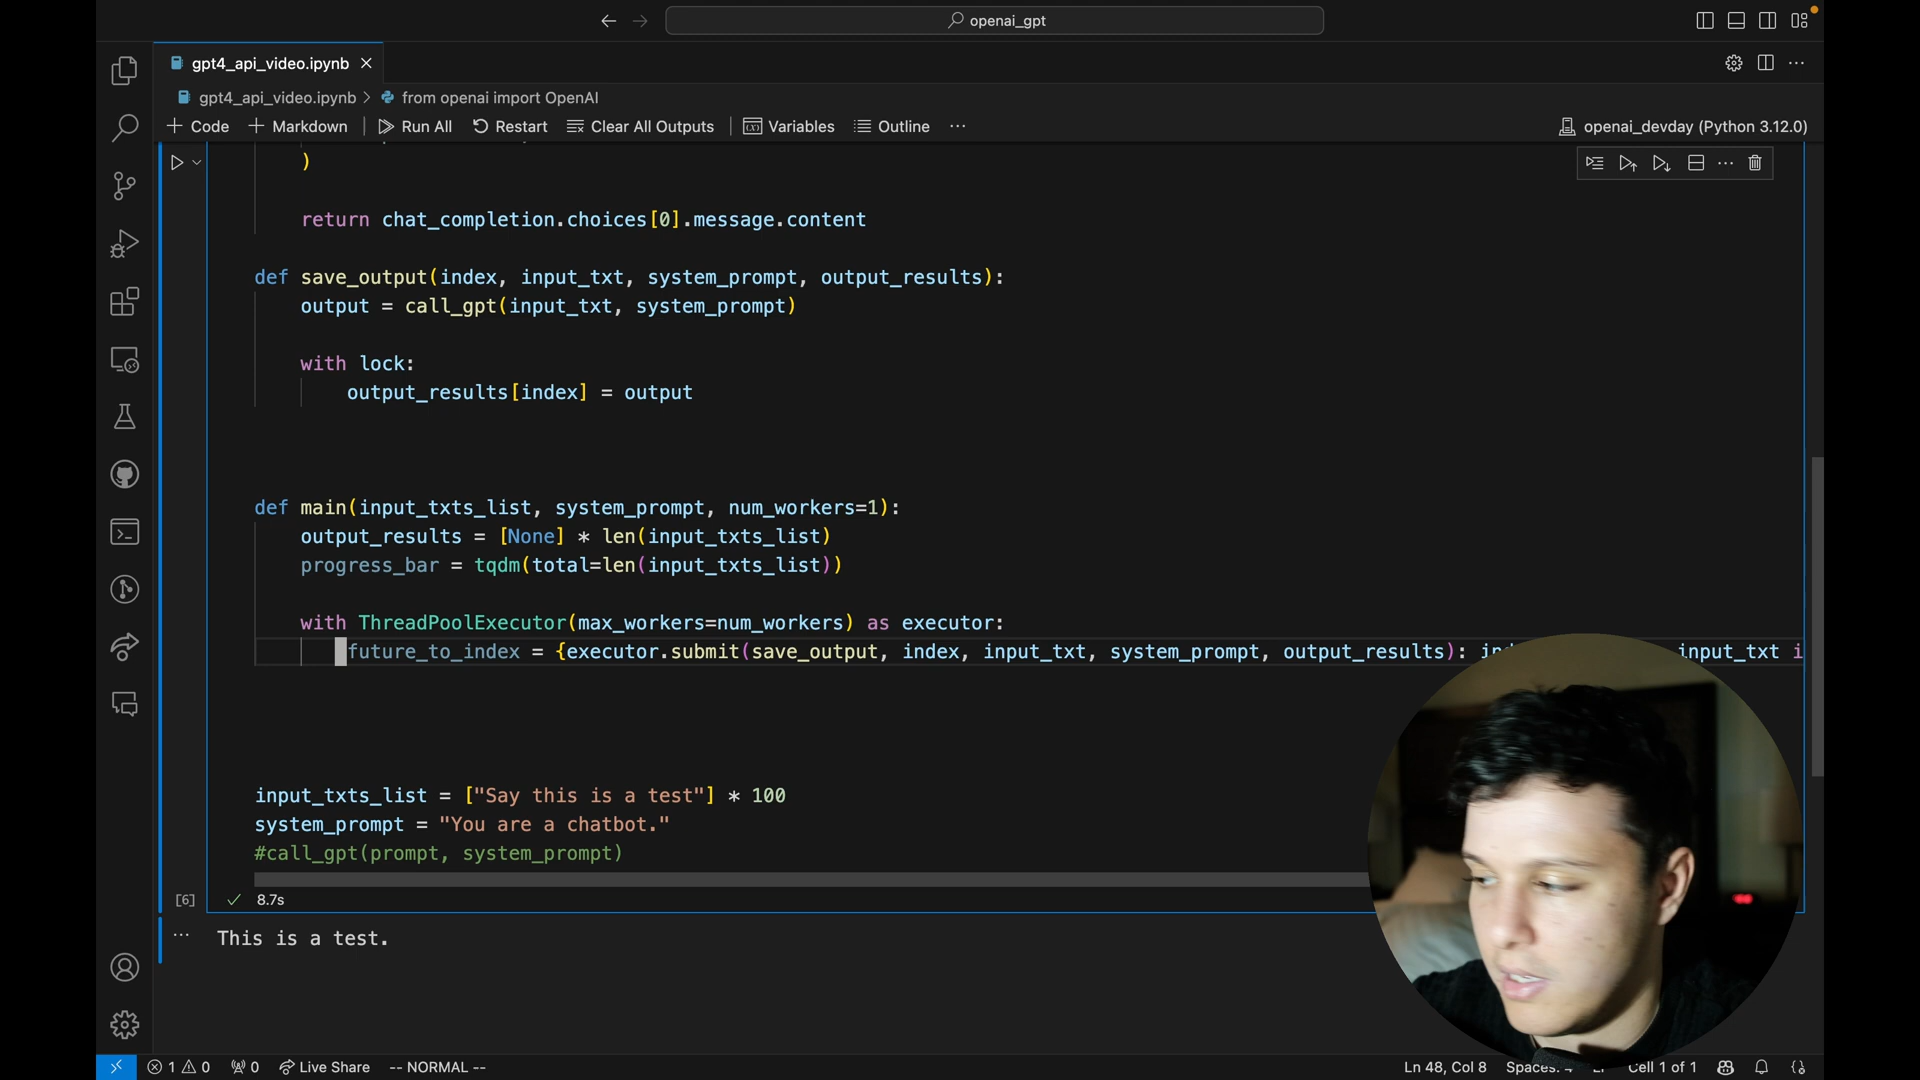 openai_gpt
gpt4_api_video.ipynb
gpt4_api_video.ipynb > from openai import OpenAI
+ Code + Markdown Run All Restart Clear All Outputs Variables Outline ...
openai_devday (Python 3.12.0)
)
return chat_completion.choices[0].message.content
def save_output(index, input_txt, system_prompt, output_results):
output = call_gpt(input_txt, system_prompt)
with lock:
output_results[index] = output
def main(input_txts_list, system_prompt, num_workers=1):
output_results = [None] * len(input_txts_list)
progress_bar = tqdm(total=len(input_txts_list))
with ThreadPoolExecutor(max_workers=num_workers) as executor:
future_to_index = {executor.submit(save_output, index, input_txt, system_prompt, output_results): input_txt i
input_txts_list = ["Say this is a test"] * 100
system_prompt = "You are a chatbot."
#call_gpt(prompt, system_prompt)
[6] 8.7s
This is a test.
1 0 0 Live Share -- NORMAL -- Ln 48, Col 8 Spaces: Cell 1 of 1